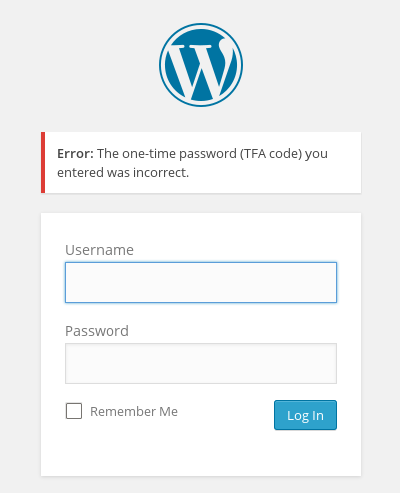 Error: The one-time password (TFA code) you
entered was incorrect.
Username
Password
Remember Me
Log In